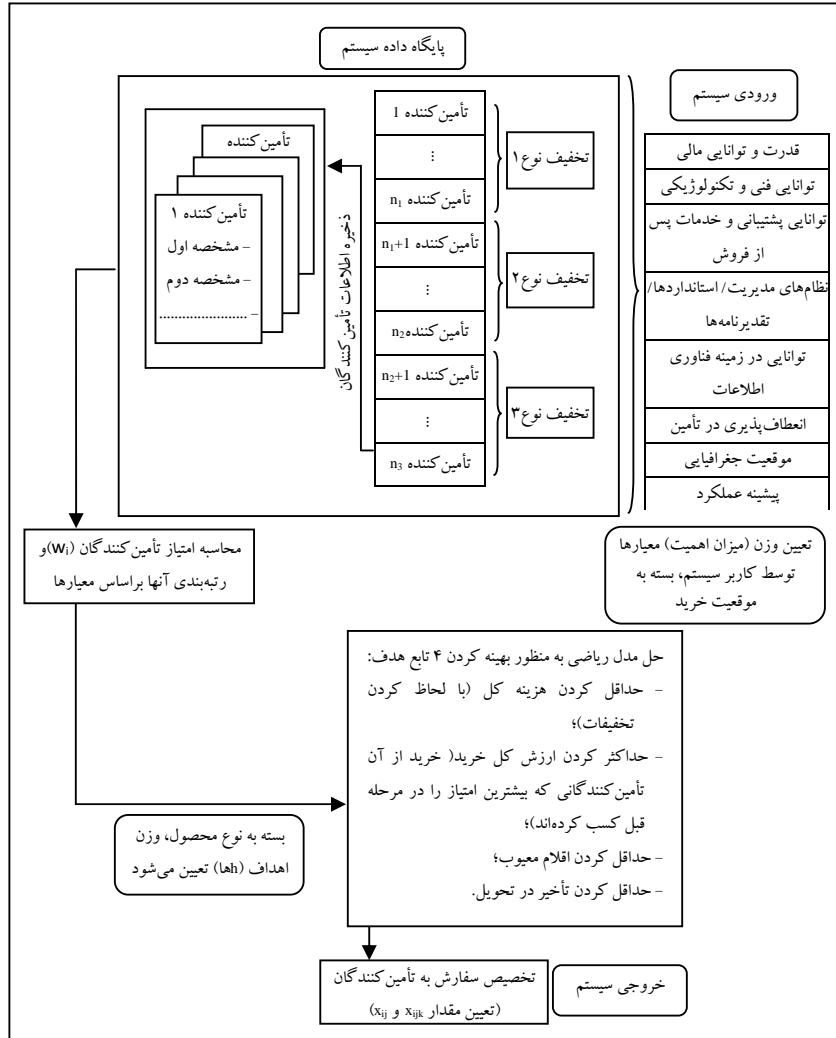 پایگاه داده سیستم
ورودی سیستم
قدرت و توانایی مالی
توانایی فنی و تکنولوژیکی
توانایی پشتیبانی و خدمات پس
از فروش
نظام‌های مدیریت/ استانداردها/
تقدیرنامه‌ها
توانایی در زمینه فناوری
اطلاعات
انعطاف‌پذیری در تأمین
موقعیت جغرافیایی
پیشینه عملکرد
تخفیف نوع۱
تخفیف نوع۲
تخفیف نوع۳
تأمین‌کننده 1
⋮
تأمین‌کننده n₁
تأمین‌کننده n₁+1
⋮
تأمین‌کننده n₂
تأمین‌کننده n₂+1
⋮
تأمین‌کننده n₃
ذخیره اطلاعات تأمین‌کنندگان
تأمین‌کننده
تأمین‌کننده ۱
– مشخصه اول
– مشخصه دوم
– .......................
تعیین وزن (میزان اهمیت) معیارها
توسط کاربر سیستم، بسته به
موقعیت خرید
محاسبه امتیاز تأمین‌کنندگان (wᵢ)و
رتبه‌بندی آنها براساس معیارها
حل مدل ریاضی به منظور بهینه کردن ۴ تابع هدف:
– حداقل کردن هزینه کل (با لحاظ کردن
تخفیفات)؛
– حداکثر کردن ارزش کل خرید( خرید از آن
تأمین‌کنندگانی که بیشترین امتیاز را در مرحله
قبل کسب کرده‌اند)؛
– حداقل کردن اقلام معیوب؛
– حداقل کردن تأخیر در تحویل.
بسته به نوع محصول، وزن
اهداف (hها) تعیین می‌شود
خروجی سیستم
تخصیص سفارش به تأمین‌کنندگان
(تعیین مقدار xᵢⱼₖ و xᵢⱼ)